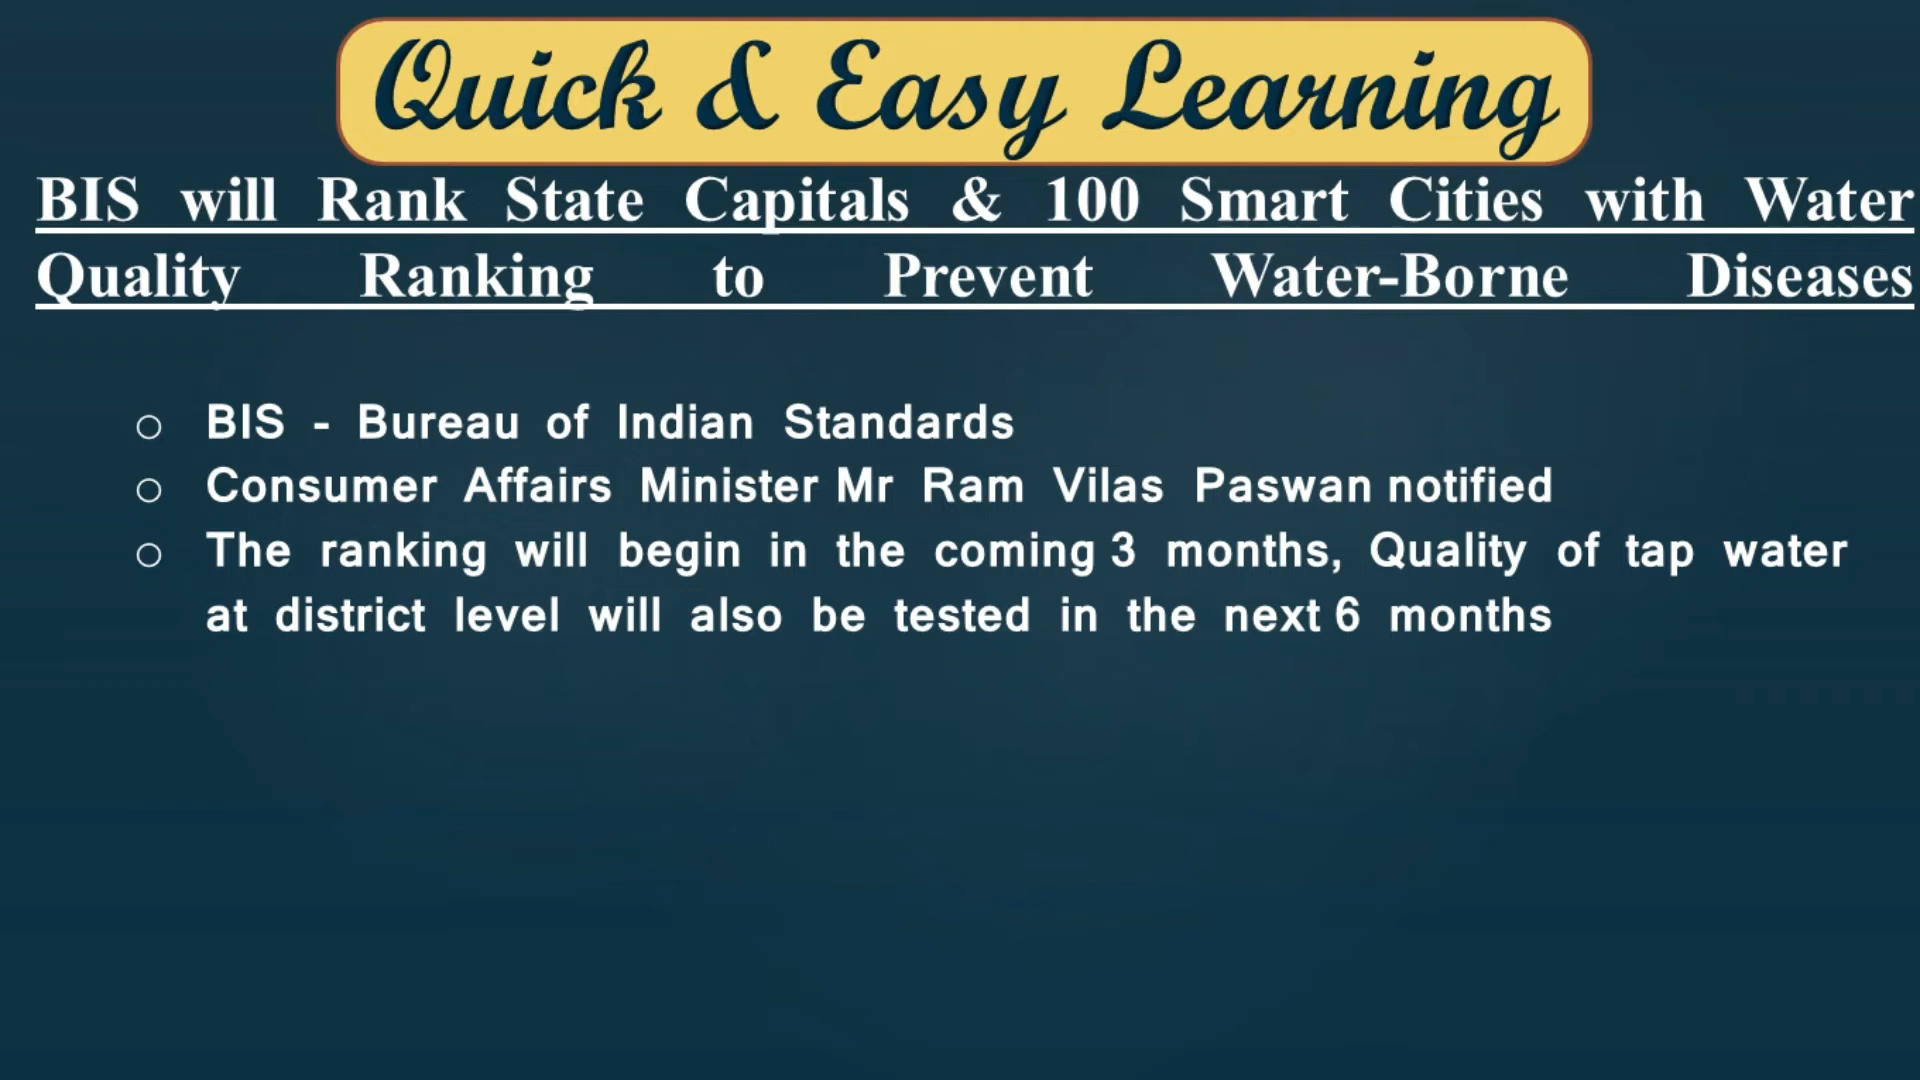 Quick & Easy Learning
BIS will Rank State Capitals & 100 Smart Cities with Water
Quality Ranking to Prevent Water-Borne Diseases
BIS - Bureau of Indian Standards
Consumer Affairs Minister Mr Ram Vilas Paswan notified
The ranking will begin in the coming 3 months, Quality of tap water
at district level will also be tested in the next 6 months